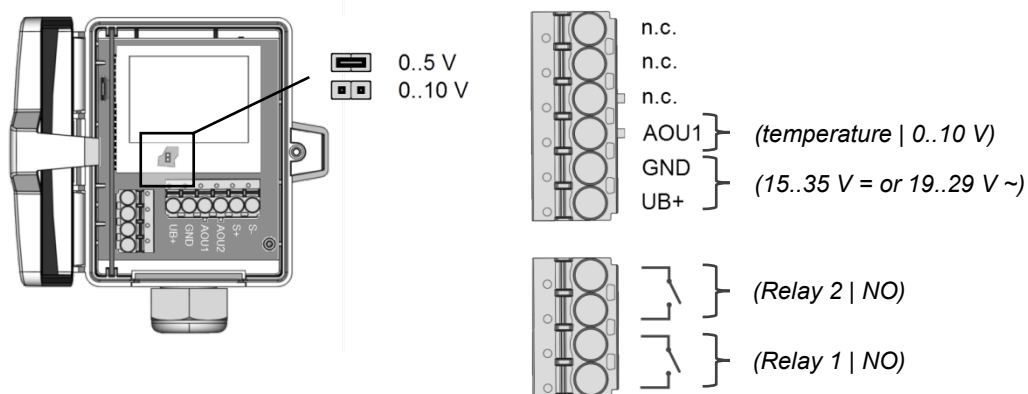 0..5 V
0..10 V
UB+
GND
AOU1
AOU2
S+
S-
n.c.
n.c.
n.c.
AOU1 (temperature | 0..10 V)
GND
UB+
(15..35 V = or 19..29 V ~)
(Relay 2 | NO)
(Relay 1 | NO)